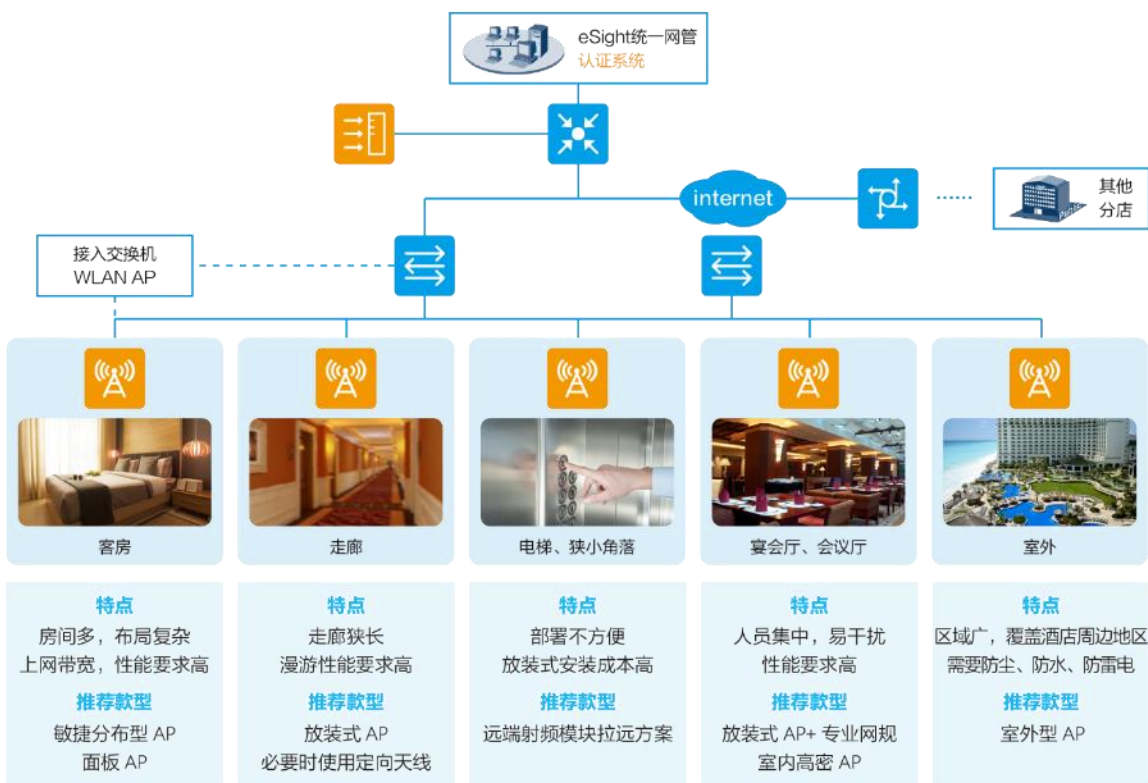 eSight统一网管
认证系统
internet
Public
其他
分店
接入交换机
WLAN AP
客房
走廊
电梯、狭小角落
宴会厅、会议厅
室外
特点
房间多，布局复杂
上网带宽，性能要求高
推荐款型
敏捷分布型 AP
面板 AP
特点
走廊狭长
漫游性能要求高
推荐款型
放装式 AP
必要时使用定向天线
特点
部署不方便
放装式安装成本高
推荐款型
远端射频模块拉远方案
特点
人员集中，易干扰
性能要求高
推荐款型
放装式 AP+ 专业网规
室内高密 AP
特点
区域广，覆盖酒店周边地区
需要防尘、防水、防雷电
推荐款型
室外型 AP